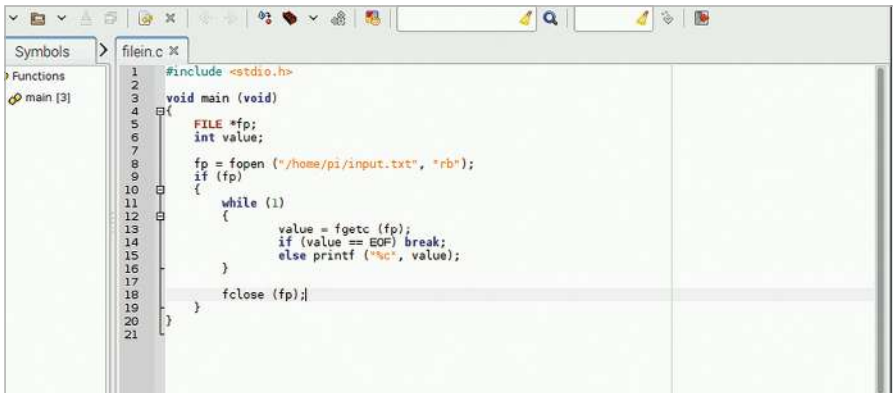 Symbols
filein.c
Functions
main [3]
1 #include <stdio.h>
2
3 void main (void)
4 {
5 FILE *fp;
6 int value;
7
8 fp = fopen ("/home/pi/input.txt", "rb");
9 if (fp)
10 {
11 while (1)
12 {
13 value = fgetc (fp);
14 if (value == EOF) break;
15 else printf ("%c", value);
16 }
17
18 fclose (fp);
19 }
20 }
21